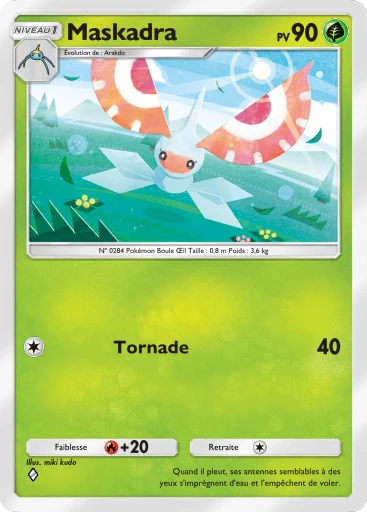 NIVEAU 1
Maskadra
PV 90
Évolution de : Arakdo
N° 0284 Pokémon Boule Œil Taille : 0,8 m Poids : 3,6 kg
Tornade 40
Faiblesse +20 Retraite
Illus. miki kudo
Quand il pleut, ses antennes semblables à des
yeux s'imprègnent d'eau et l'empêchent de voler.